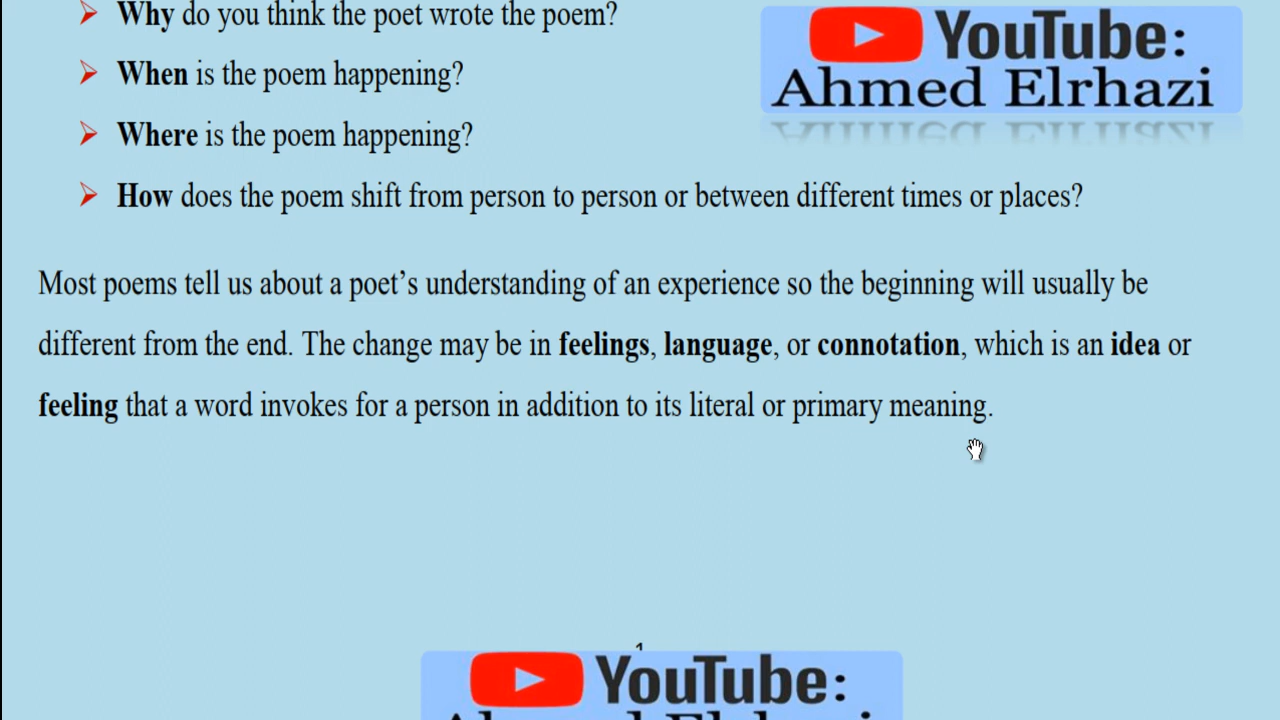 Why do you think the poet wrote the poem?
YouTube:
Ahmed Elrhazi
When is the poem happening?
Where is the poem happening?
How does the poem shift from person to person or between different times or places?
Most poems tell us about a poet’s understanding of an experience so the beginning will usually be
different from the end. The change may be in feelings, language, or connotation, which is an idea or
feeling that a word invokes for a person in addition to its literal or primary meaning.
1
YouTube:
Ahmed Elrhazi